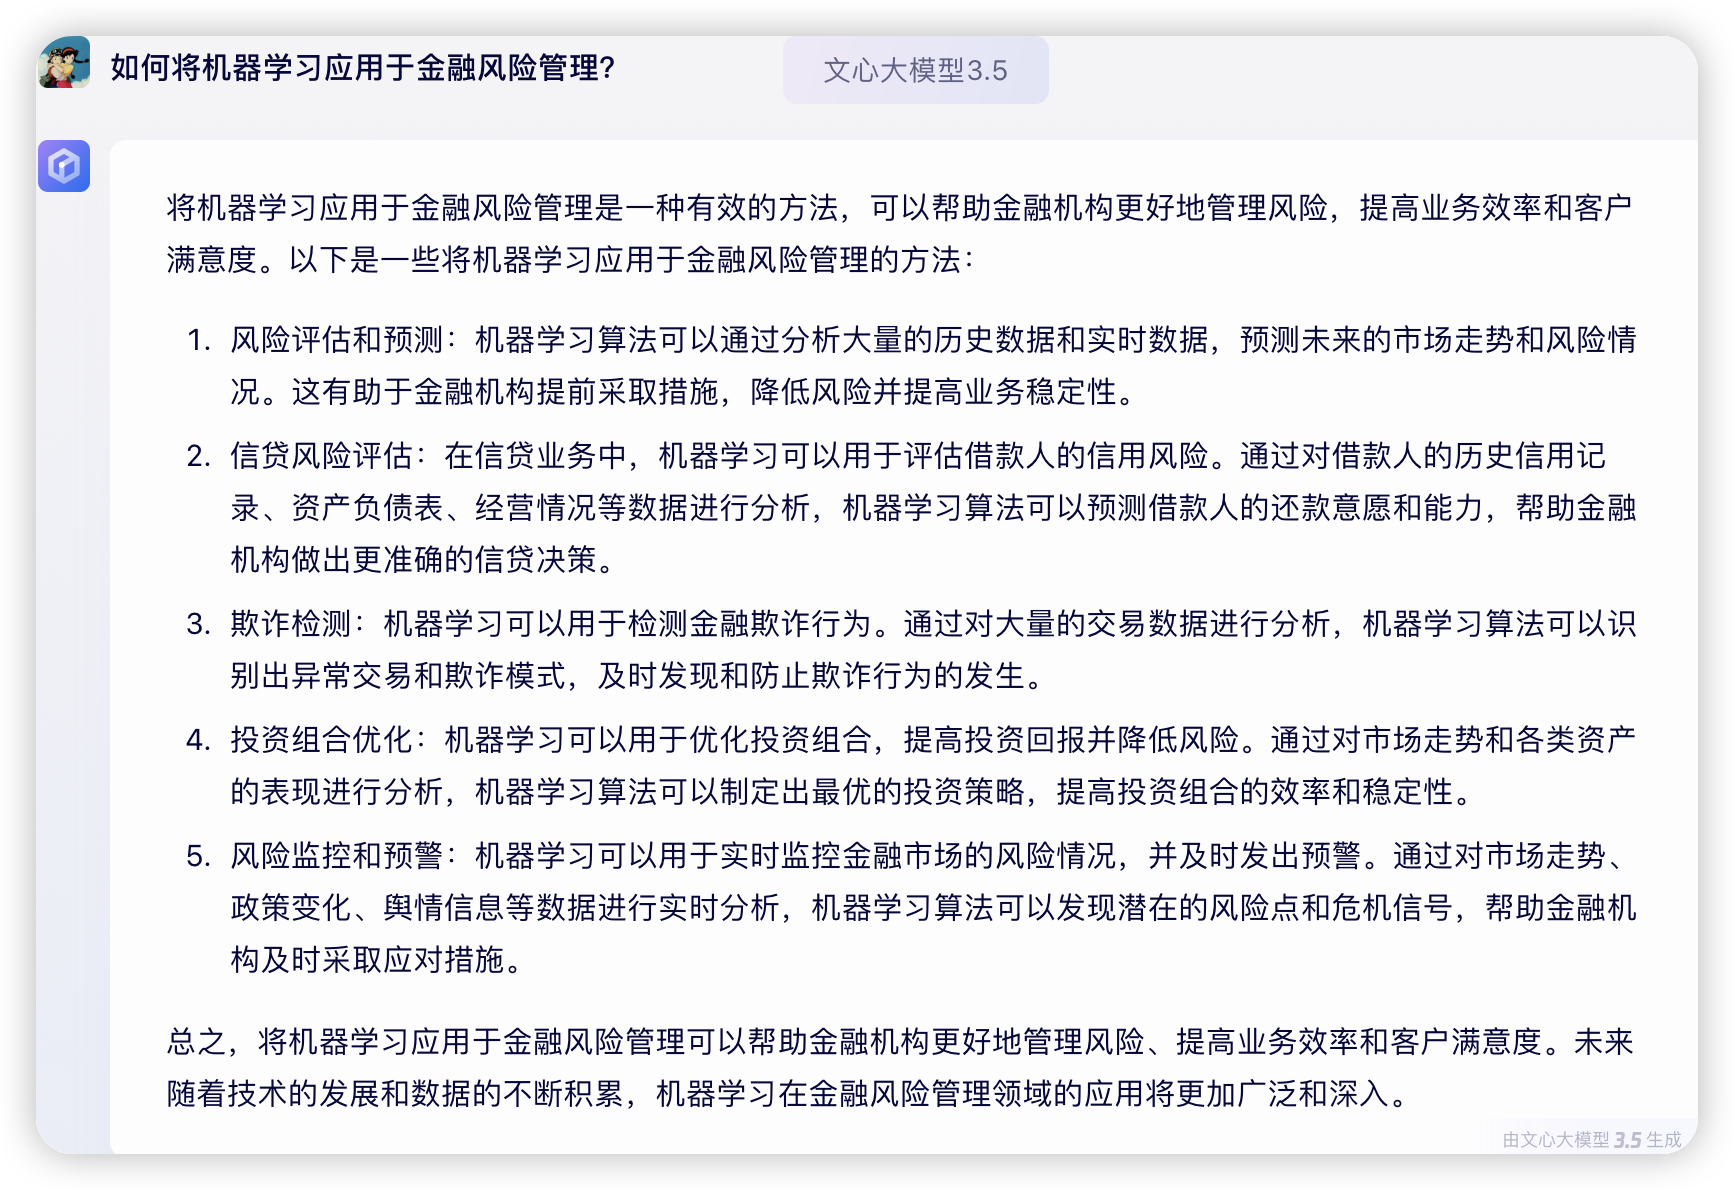 如何将机器学习应用于金融风险管理?
文心大模型3.5
将机器学习应用于金融风险管理是一种有效的方法，可以帮助金融机构更好地管理风险，提高业务效率和客户
满意度。以下是一些将机器学习应用于金融风险管理的方法：
1. 风险评估和预测：机器学习算法可以通过分析大量的历史数据和实时数据，预测未来的市场走势和风险情
况。这有助于金融机构提前采取措施，降低风险并提高业务稳定性。
2. 信贷风险评估：在信贷业务中，机器学习可以用于评估借款人的信用风险。通过对借款人的历史信用记
录、资产负债表、经营情况等数据进行分析，机器学习算法可以预测借款人的还款意愿和能力，帮助金融
机构做出更准确的信贷决策。
3. 欺诈检测：机器学习可以用于检测金融欺诈行为。通过对大量的交易数据进行分析，机器学习算法可以识
别出异常交易和欺诈模式，及时发现和防止欺诈行为的发生。
4. 投资组合优化：机器学习可以用于优化投资组合，提高投资回报并降低风险。通过对市场走势和各类资产
的表现进行分析，机器学习算法可以制定出最优的投资策略，提高投资组合的效率和稳定性。
5. 风险监控和预警：机器学习可以用于实时监控金融市场的风险情况，并及时发出预警。通过对市场走势、
政策变化、舆情信息等数据进行实时分析，机器学习算法可以发现潜在的风险点和危机信号，帮助金融机
构及时采取应对措施。
总之，将机器学习应用于金融风险管理可以帮助金融机构更好地管理风险、提高业务效率和客户满意度。未来
随着技术的发展和数据的不断积累，机器学习在金融风险管理领域的应用将更加广泛和深入。
由文心大模型 3.5 生成